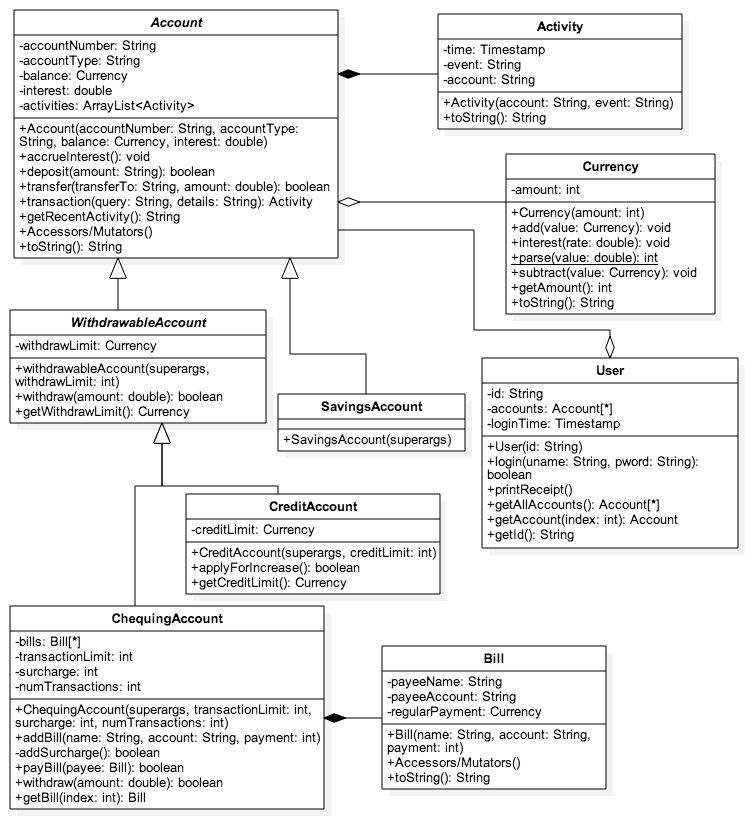 Account
-accountNumber: String
-accountType: String
-balance: Currency
-interest: double
-activities: ArrayList<Activity>
+Account(accountNumber: String, accountType:
String, balance: Currency, interest: double)
+accrueInterest(): void
+deposit(amount: String): boolean
+transfer(transferTo: String, amount: double): boolean
+transaction(query: String, details: String): Activity
+getRecentActivity(): String
+Accessors/Mutators()
+toString(): String
Activity
-time: Timestamp
-event: String
-account: String
+Activity(account: String, event: String)
+toString(): String
Currency
-amount: int
+Currency(amount: int)
+add(value: Currency): void
+interest(rate: double): void
+parse(value: double): int
+subtract(value: Currency): void
+getAmount(): int
+toString(): String
WithdrawableAccount
-withdrawLimit: Currency
+withdrawableAccount(superargs,
withdrawLimit: int)
+withdraw(amount: double): boolean
+getWithdrawLimit(): Currency
SavingsAccount
+SavingsAccount(superargs)
User
-id: String
-accounts: Account[*]
-loginTime: Timestamp
+User(id: String)
+login(uname: String, pword: String):
boolean
+printReceipt()
+getAllAccounts(): Account[*]
+getAccount(index: int): Account
+getId(): String
CreditAccount
-creditLimit: Currency
+CreditAccount(superargs, creditLimit: int)
+applyForIncrease(): boolean
+getCreditLimit(): Currency
ChequingAccount
-bills: Bill[*]
-transactionLimit: int
-surcharge: int
-numTransactions: int
+ChequingAccount(superargs, transactionLimit: int,
surcharge: int, numTransactions: int)
+addBill(name: String, account: String, payment: int)
-addSurcharge(): boolean
+payBill(payee: Bill): boolean
+withdraw(amount: double): boolean
+getBill(index: int): Bill
Bill
-payeeName: String
-payeeAccount: String
-regularPayment: Currency
+Bill(name: String, account: String,
payment: int)
+Accessors/Mutators()
+toString(): String